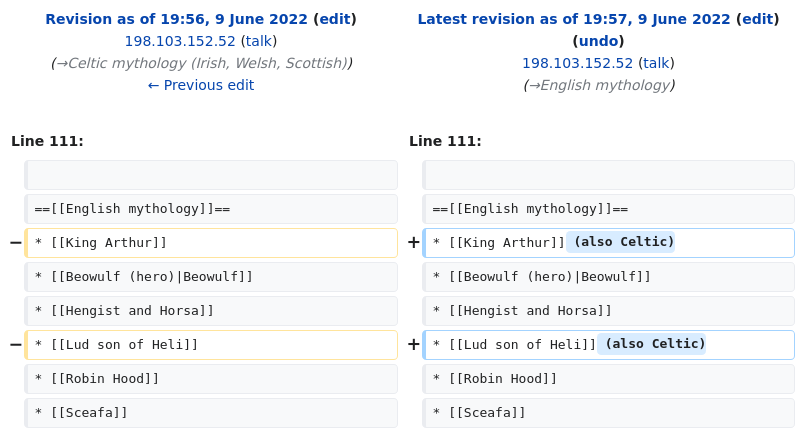 Revision as of 19:56, 9 June 2022 (edit)
198.103.152.52 (talk)
(→Celtic mythology (Irish, Welsh, Scottish))
← Previous edit
Latest revision as of 19:57, 9 June 2022 (edit)
(undo)
198.103.152.52 (talk)
(→English mythology)
Line 111:
Line 111:
==[[English mythology]]==
==[[English mythology]]==
− * [[King Arthur]]
+ * [[King Arthur]] (also Celtic)
* [[Beowulf (hero)|Beowulf]]
* [[Beowulf (hero)|Beowulf]]
* [[Hengist and Horsa]]
* [[Hengist and Horsa]]
− * [[Lud son of Heli]]
+ * [[Lud son of Heli]] (also Celtic)
* [[Robin Hood]]
* [[Robin Hood]]
* [[Sceafa]]
* [[Sceafa]]